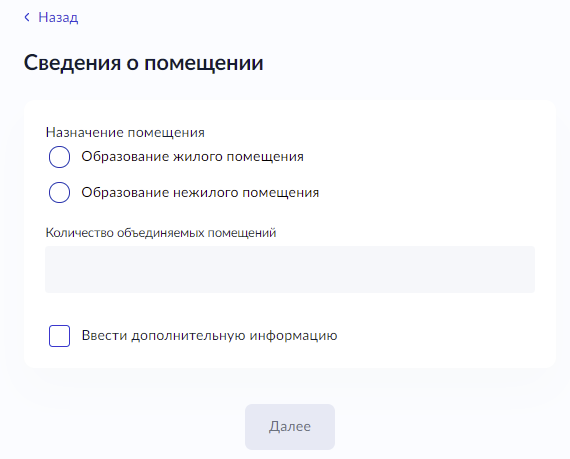 Назад
Сведения о помещении
Назначение помещения
Образование жилого помещения
Образование нежилого помещения
Количество объединяемых помещений
Ввести дополнительную информацию
Далее